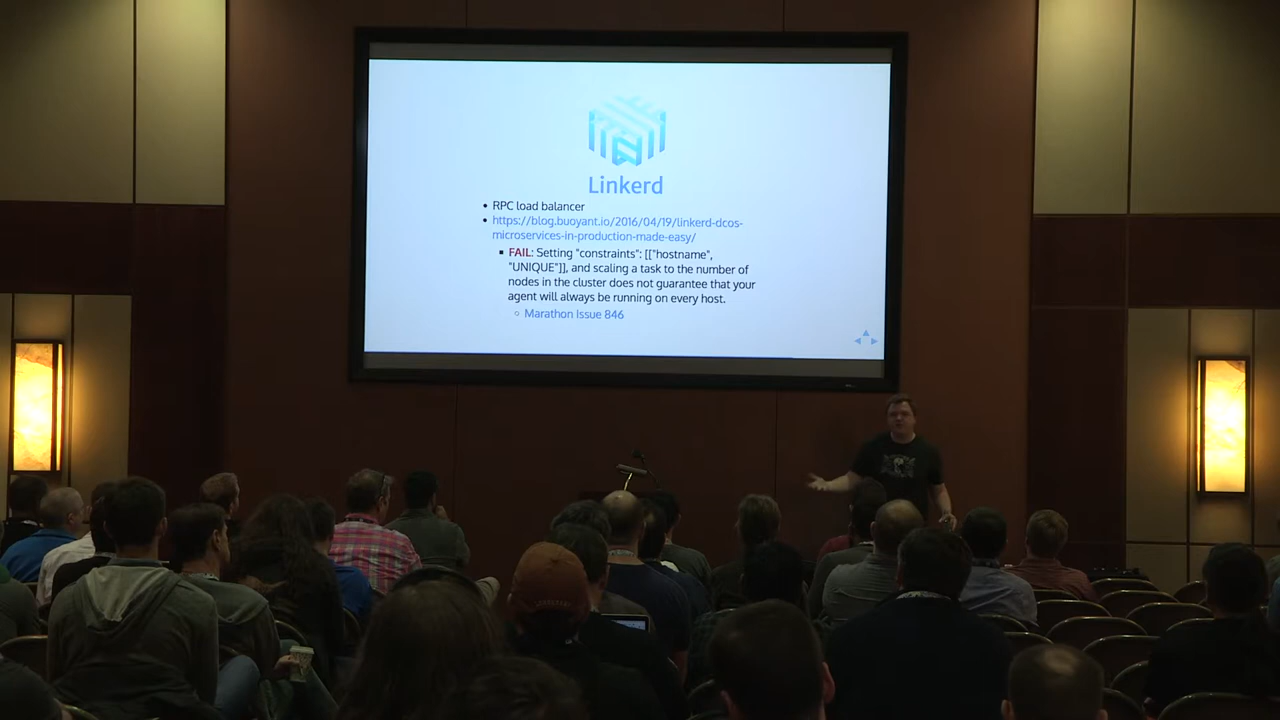 Linkerd
• RPC load balancer
• https://blog.buoyant.io/2016/04/19/linkerd-dcos-
microservices-in-production-made-easy/
▪ FAIL: Setting "constraints": [["hostname",
"UNIQUE"]], and scaling a task to the number of
nodes in the cluster does not guarantee that your
agent will always be running on every host.
◦ Marathon Issue 846